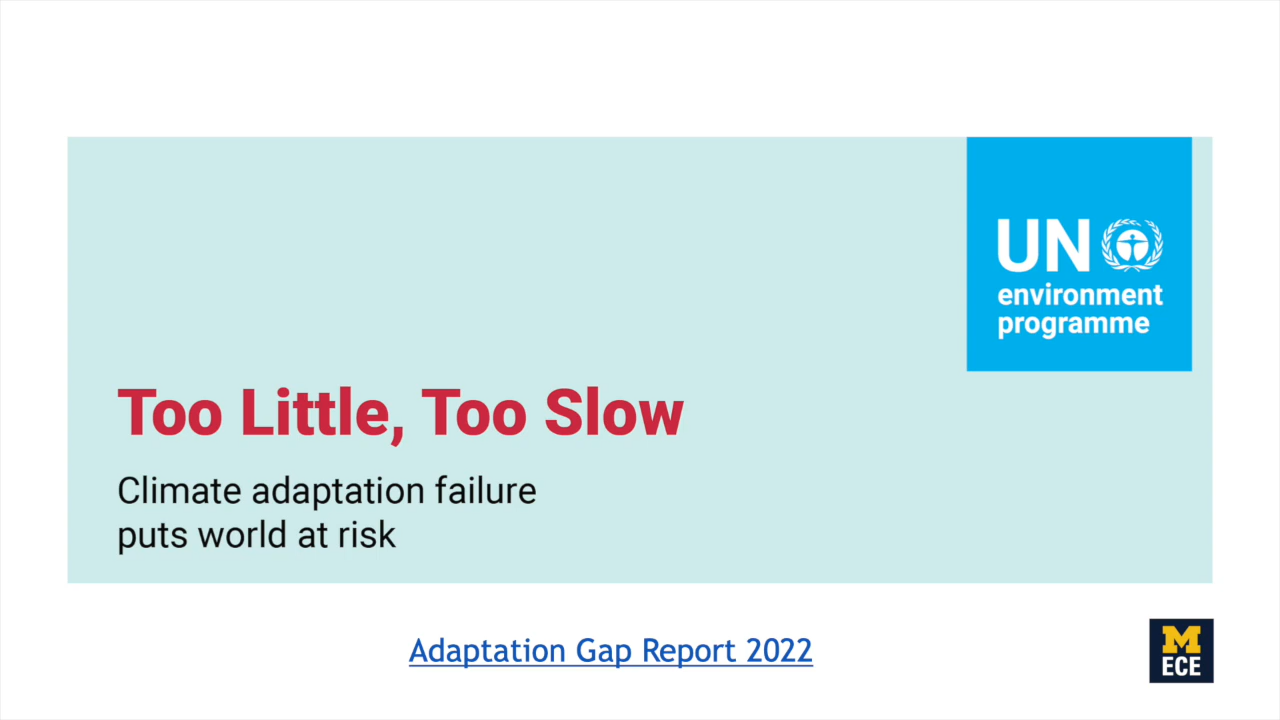 UN
environment
programme
Too Little, Too Slow
Climate adaptation failure
puts world at risk
Adaptation Gap Report 2022
M
ECE